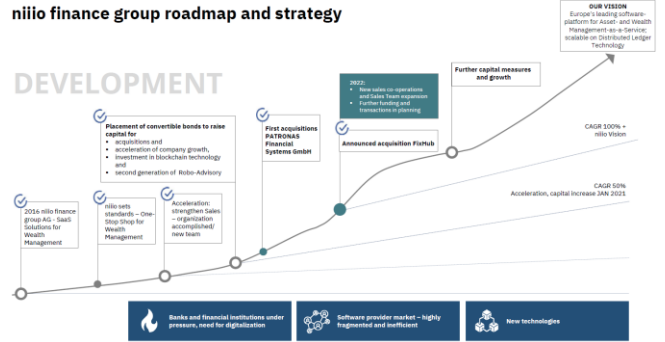 niiio finance group roadmap and strategy
OUR VISION
Europe's leading software-
platform for Asset- and Wealth
Management-as-a-Service;
scalable on Distributed Ledger
Technology
DEVELOPMENT
2022:
• New sales co-operations
and Sales Team expansion
• Further funding and
transactions in planning
Further capital measures
and growth
Placement of convertible bonds to raise
capital for
• acquisitions and
• acceleration of company growth,
• investment in blockchain technology
and
• second generation of Robo-Advisory
First acquisitions
PATRONAS
Financial
Systems GmbH
Announced acquisition FixHub
CAGR 100% +
niiio Vision
CAGR 50%
Acceleration, capital increase JAN 2021
2016 niiio finance
group AG - SaaS
Solutions for
Wealth
Management
niiio sets
standards – One-
Stop Shop for
Wealth
Management
Acceleration:
strengthen Sales
– organization
accomplished/
new team
Banks and financial institutions under
pressure, need for digitalization
Software provider market – highly
fragmented and inefficient
New technologies